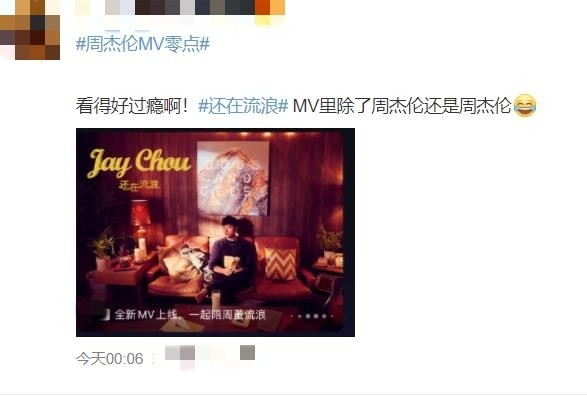 #周杰伦MV零点#
看得好过瘾啊！#还在流浪# MV里除了周杰伦还是周杰伦
Jay Chou
还在流浪
全新MV上线，一起陪周董流浪
今天00:06